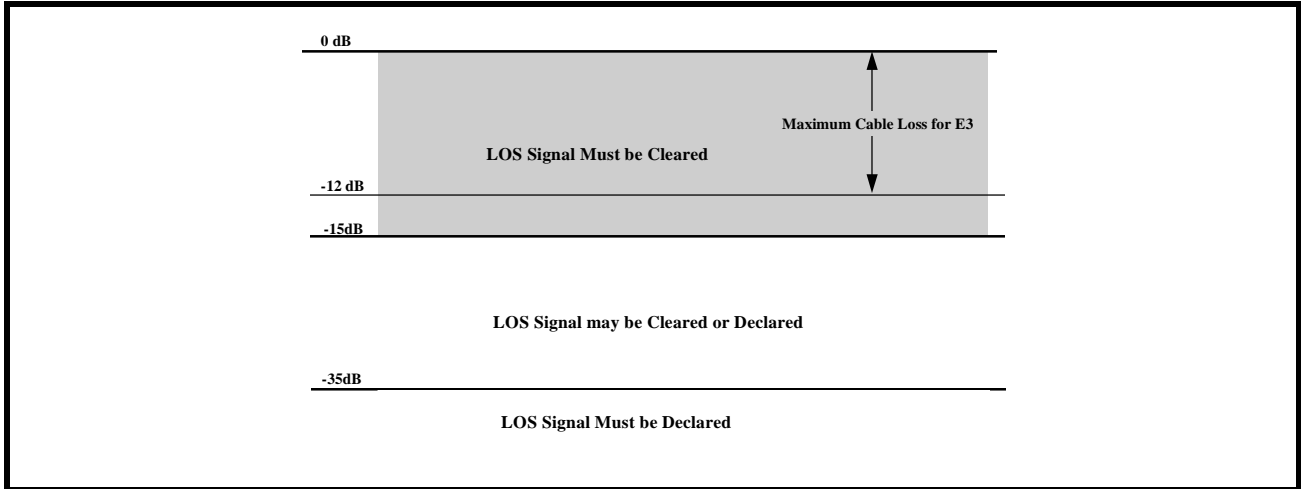 0 dB
Maximum Cable Loss for E3
LOS Signal Must be Cleared
-12 dB
-15dB
LOS Signal may be Cleared or Declared
-35dB
LOS Signal Must be Declared